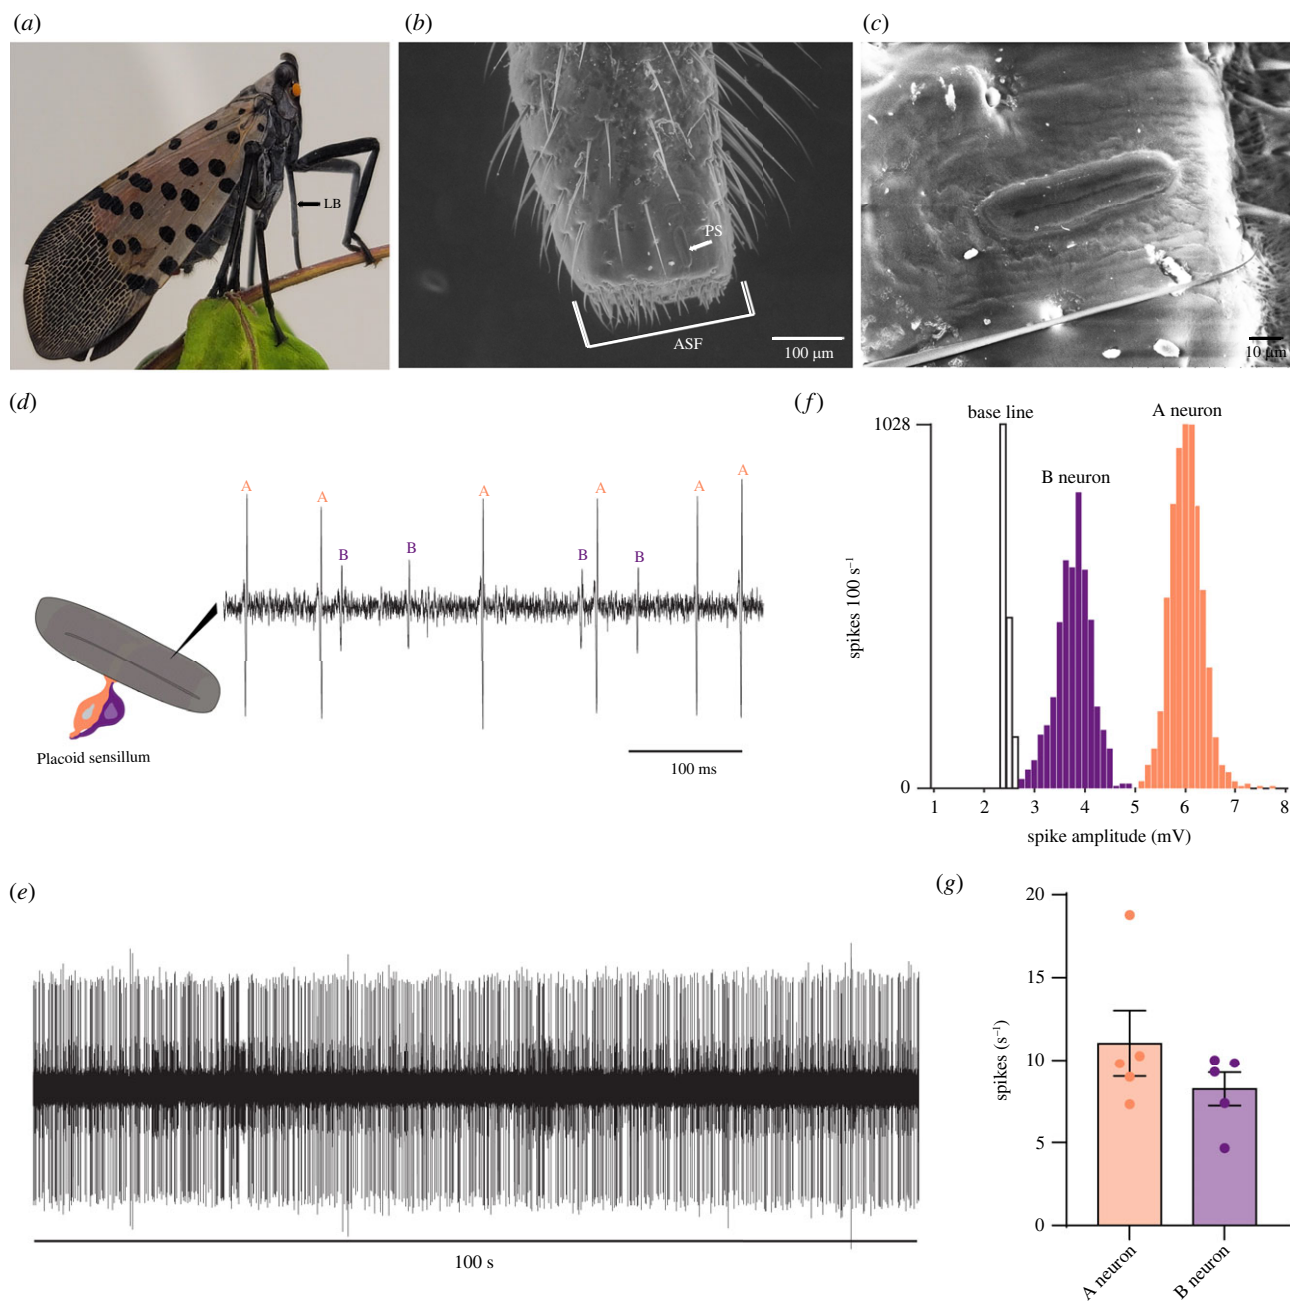 (a)
LB
(b)
PS
ASF
100 μm
(c)
10 μm
(d)
A
A
B
B
A
B
A
B
A
A
100 ms
Placoid sensillum
(e)
100 s
(f)
base line
B neuron
A neuron
1028
0
spikes 100 s⁻¹
1 2 3 4 5 6 7 8
spike amplitude (mV)
(g)
20
15
10
5
0
spikes (s⁻¹)
A neuron
B neuron